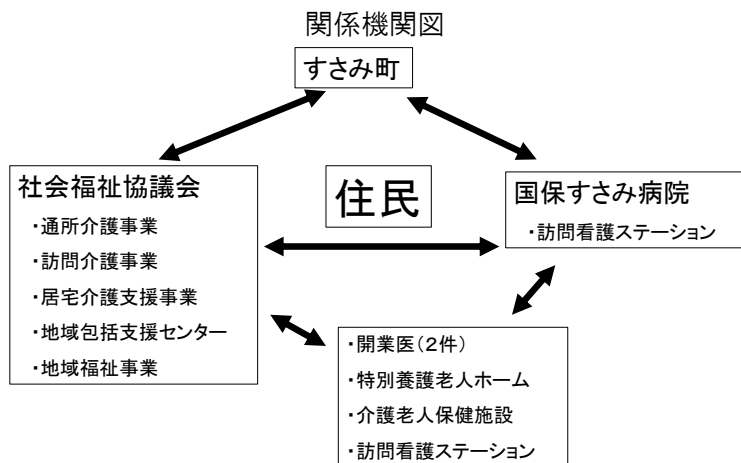 関係機関図
すさみ町
社会福祉協議会
・通所介護事業
・訪問介護事業
・居宅介護支援事業
・地域包括支援センター
・地域福祉事業
住民
国保すさみ病院
・訪問看護ステーション
・開業医(2件)
・特別養護老人ホーム
・介護老人保健施設
・訪問看護ステーション